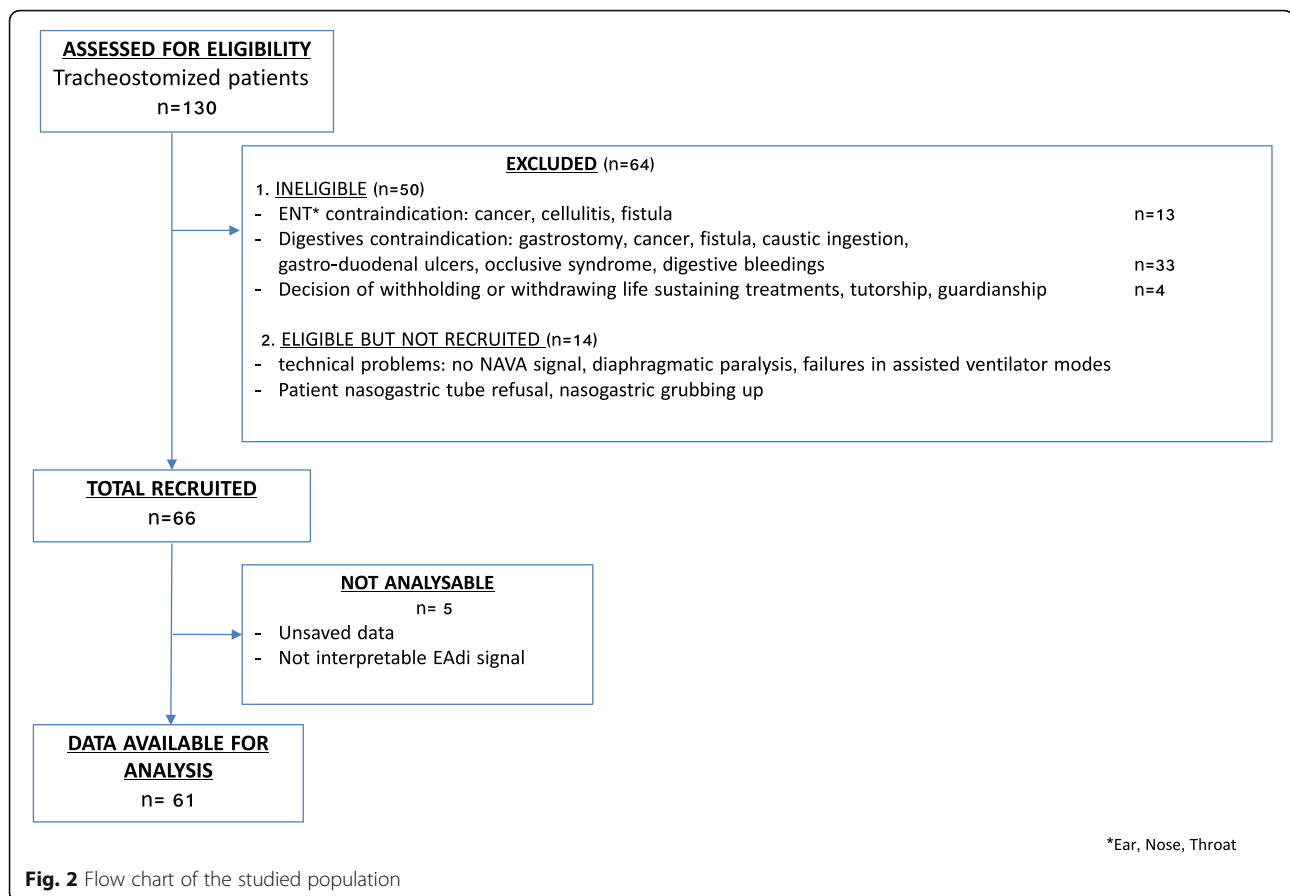 ASSESSED FOR ELIGIBILITY
Tracheostomized patients
n=130
EXCLUDED (n=64)
1. INELIGIBLE (n=50)
- ENT* contraindication: cancer, cellulitis, fistula n=13
- Digestives contraindication: gastrostomy, cancer, fistula, caustic ingestion,
gastro-duodenal ulcers, occlusive syndrome, digestive bleedings n=33
- Decision of withholding or withdrawing life sustaining treatments, tutorship, guardianship n=4
2. ELIGIBLE BUT NOT RECRUITED (n=14)
- technical problems: no NAVA signal, diaphragmatic paralysis, failures in assisted ventilator modes
- Patient nasogastric tube refusal, nasogastric grubbing up
TOTAL RECRUITED
n=66
NOT ANALYSABLE
n= 5
- Unsaved data
- Not interpretable EAdi signal
DATA AVAILABLE FOR
ANALYSIS
n= 61
*Ear, Nose, Throat
Fig. 2 Flow chart of the studied population